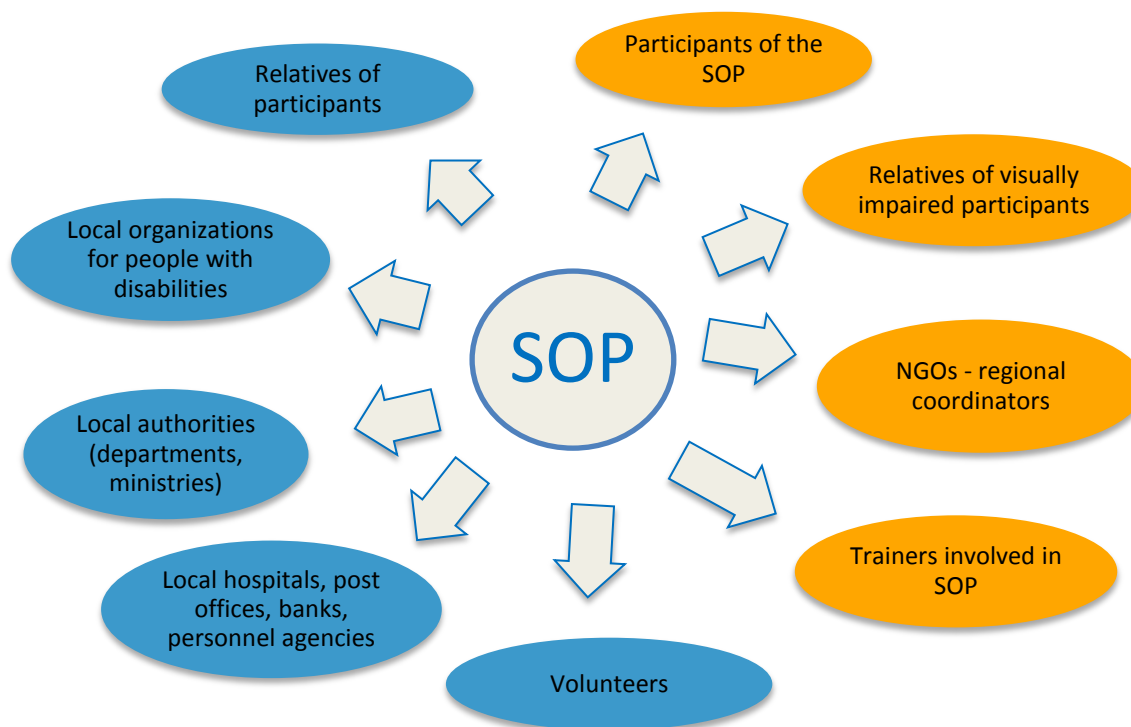 Participants of the
SOP
Relatives of
participants
Relatives of visually
impaired participants
Local organizations
for people with
disabilities
SOP
NGOs - regional
coordinators
Local authorities
(departments,
ministries)
Trainers involved in
SOP
Local hospitals, post
offices, banks,
personnel agencies
Volunteers